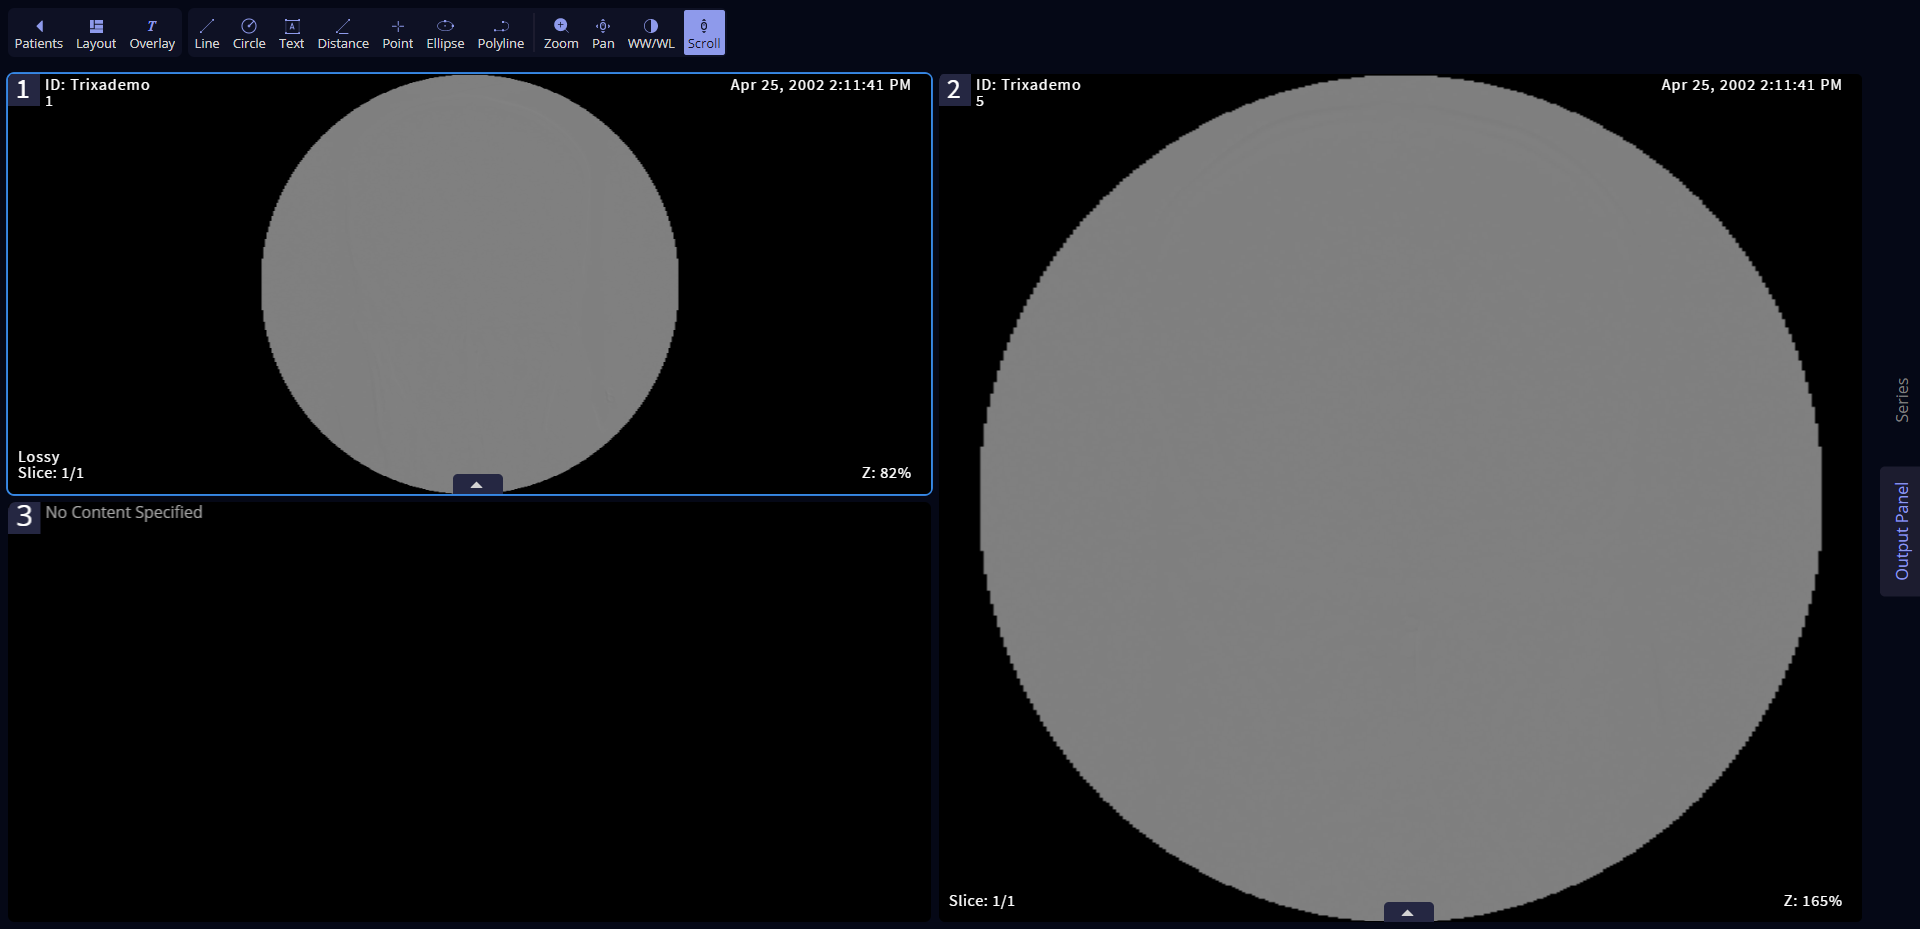 Patients Layout Overlay Line Circle Text Distance Point Ellipse Polyline Zoom Pan WW/WL Scroll
1 ID: Trixademo
1
Apr 25, 2002 2:11:41 PM
Lossy
Slice: 1/1
Z: 82%
2 ID: Trixademo
5
Apr 25, 2002 2:11:41 PM
Slice: 1/1
Z: 165%
3 No Content Specified
Series
Output Panel